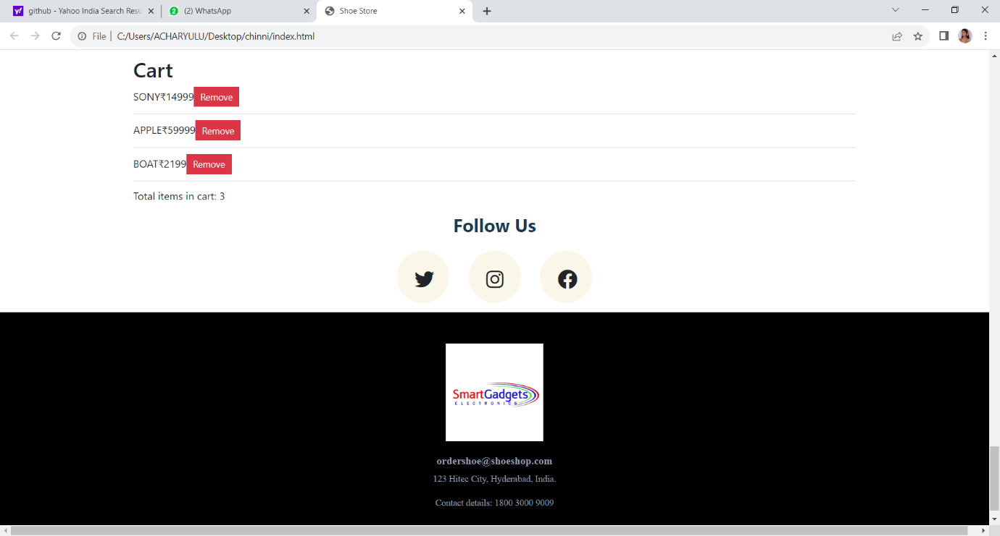 github - Yahoo India Search Resu
(2) WhatsApp
Shoe Store
File | C:/Users/ACHARYULU/Desktop/chinni/index.html
Cart
SONY₹14999 Remove
APPLE₹59999 Remove
BOAT₹2199 Remove
Total items in cart: 3
Follow Us
SmartGadgets
ELECTRONICS
ordershoe@shoeshop.com
123 Hitec City, Hyderabad, India.
Contact details: 1800 3000 9009